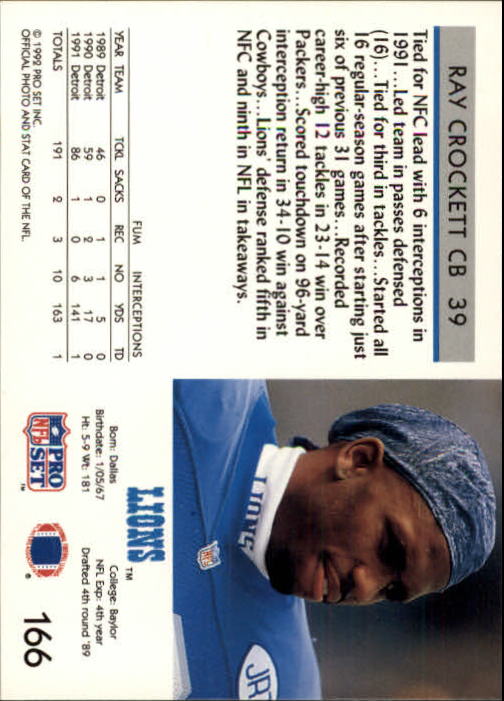 RAY CROCKETT CB 39
Tied for NFC lead with 6 interceptions in
1991...Led team in passes defensed
(16)...Tied for third in tackles...Started all
16 regular-season games after starting just
six of previous 31 games...Recorded
career-high 12 tackles in 23-14 win over
Packers...Scored touchdown on 96-yard
interception return in 34-10 win against
Cowboys...Lions' defense ranked fifth in
NFC and ninth in NFL in takeaways.
FUM INTERCEPTIONS
YEAR TEAM TCKL SACKS REC NO YDS TD
1989 Detroit 46 0 1 1 5 0
1990 Detroit 59 1 2 3 17 0
1991 Detroit 86 1 0 6 141 1
TOTALS 191 2 3 10 163 1
© 1992 PRO SET INC.
OFFICIAL PHOTO AND STAT CARD OF THE NFL.
LIONS
NFL
JRT
LIONS™
Born: Dallas
Birthdate: 1/05/67
Ht: 5-9 Wt: 181
College: Baylor
NFL Exp: 4th year
Drafted 4th round '89
PRO
NFL SET™
®
166